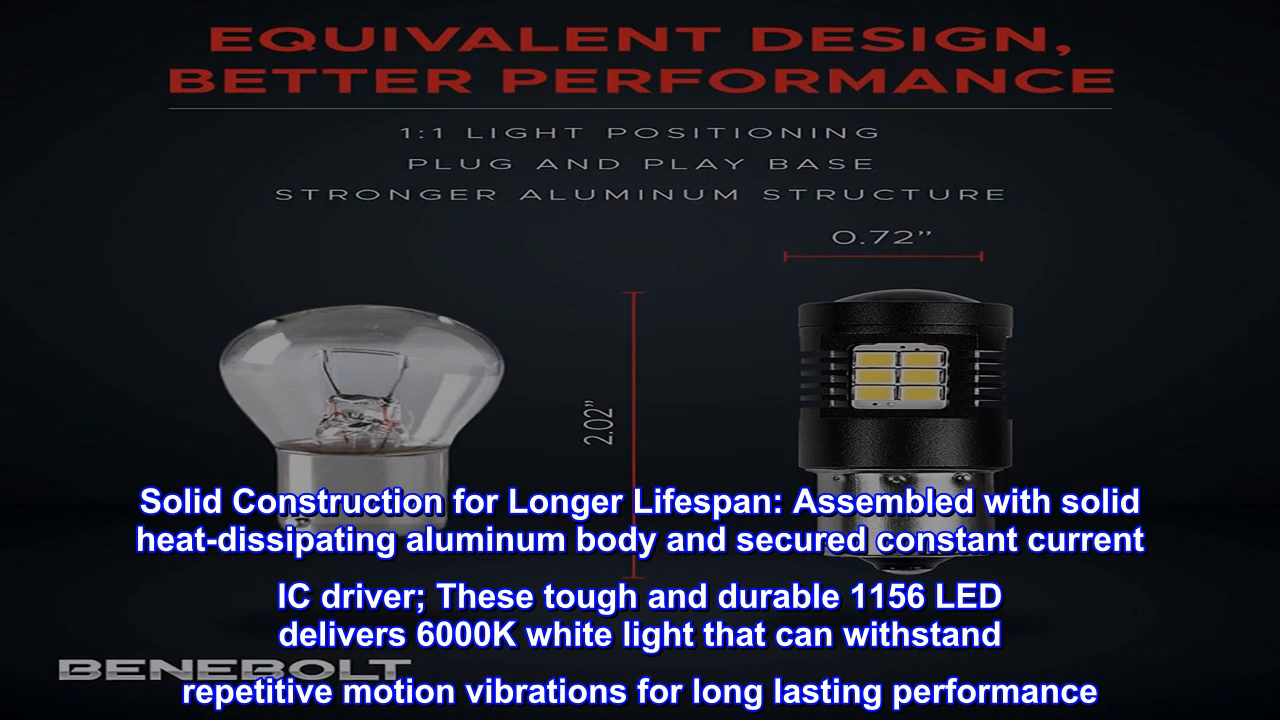 EQUIVALENT DESIGN,
BETTER PERFORMANCE
1:1 LIGHT POSITIONING
PLUG AND PLAY BASE
STRONGER ALUMINUM STRUCTURE
0.72”
2.02”
Solid Construction for Longer Lifespan: Assembled with solid
heat-dissipating aluminum body and secured constant current
IC driver; These tough and durable 1156 LED
delivers 6000K white light that can withstand
BENEBOLT
repetitive motion vibrations for long lasting performance